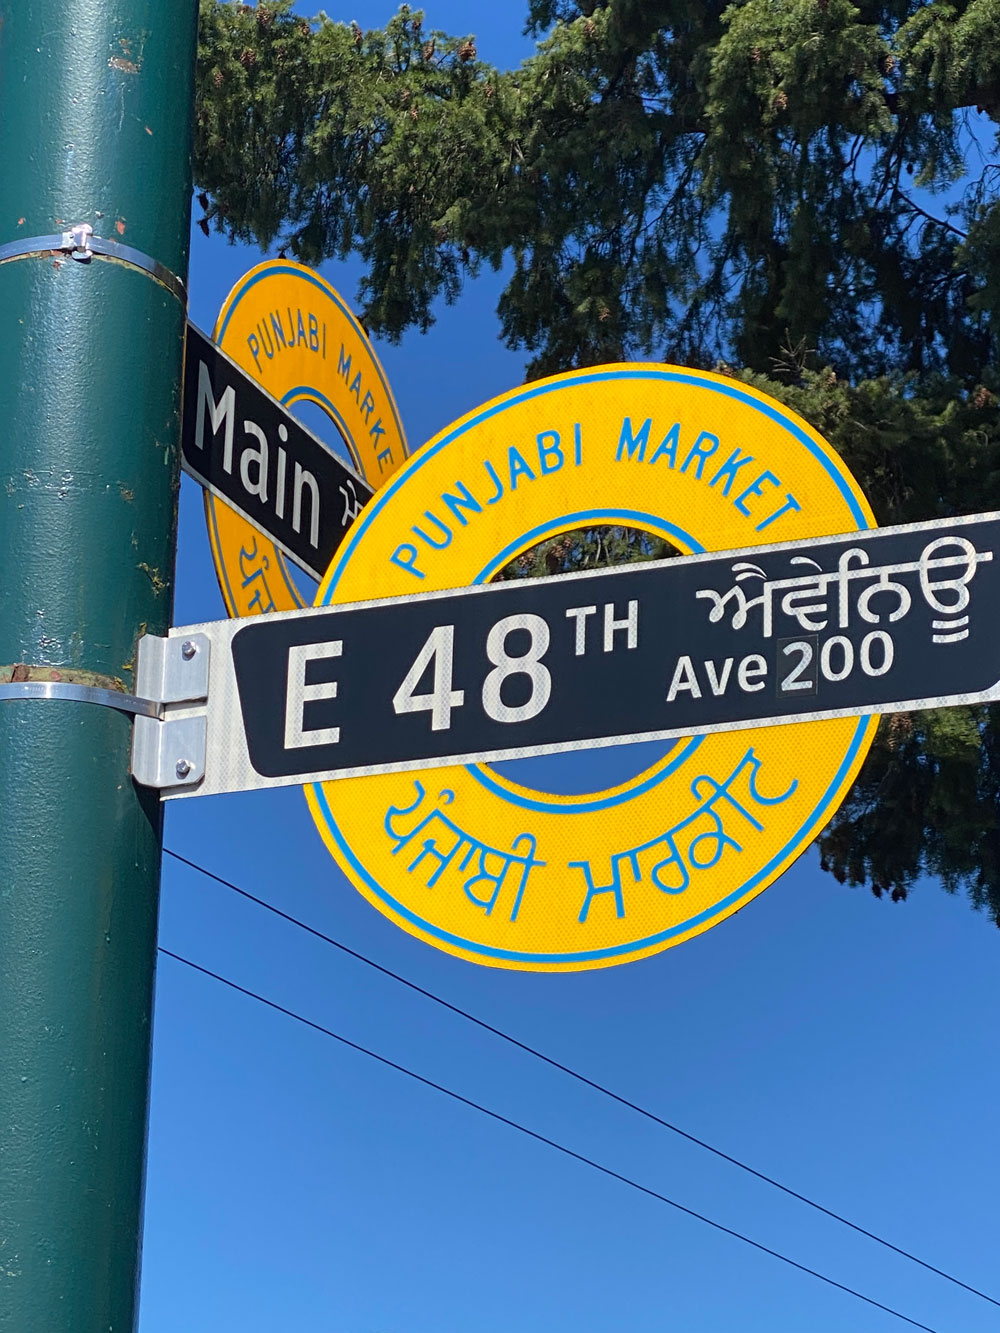 PUNJABI MARKET
Main
PUNJABI MARKET
E 48TH ਐਵੇਨਿਊ
Ave 200
ਪੰਜਾਬੀ ਮਾਰਕੀਟ